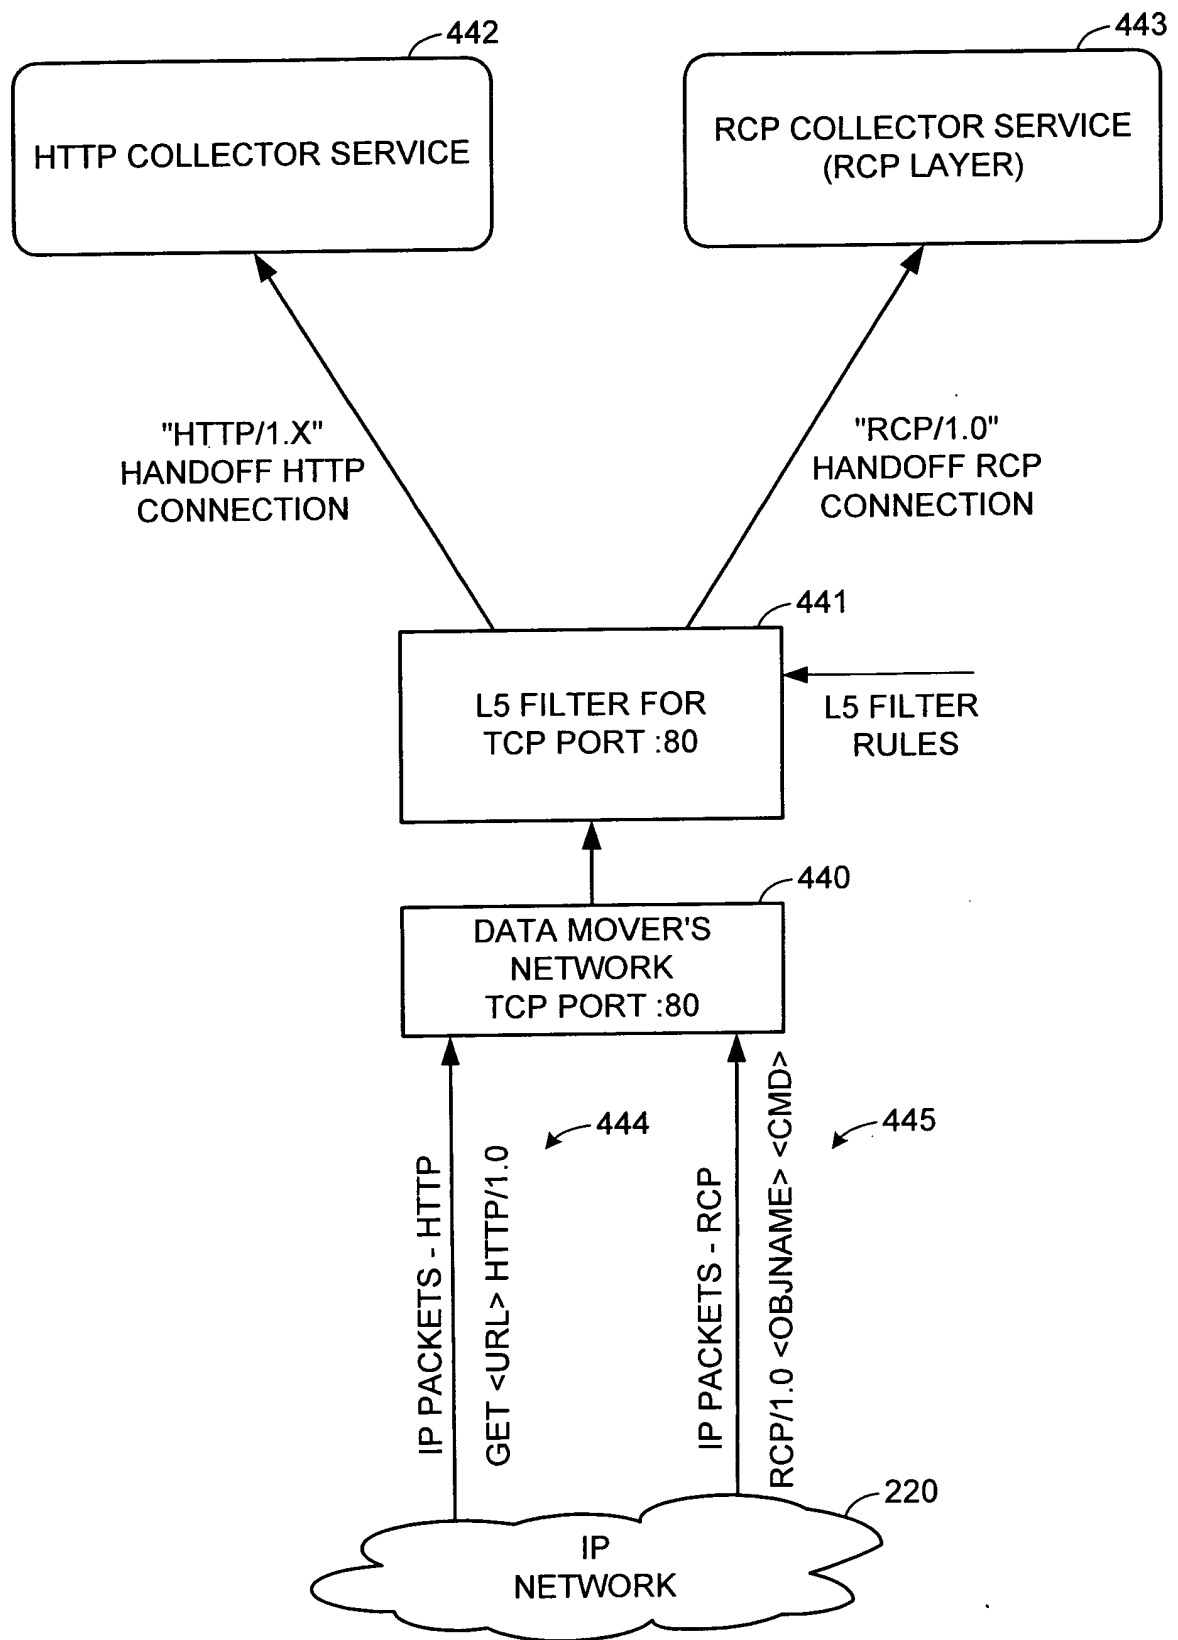 442
443
HTTP COLLECTOR SERVICE
RCP COLLECTOR SERVICE
(RCP LAYER)
"HTTP/1.X"
HANDOFF HTTP
CONNECTION
"RCP/1.0"
HANDOFF RCP
CONNECTION
441
L5 FILTER FOR
TCP PORT :80
L5 FILTER
RULES
440
DATA MOVER'S
NETWORK
TCP PORT :80
IP PACKETS - HTTP
GET <URL> HTTP/1.0
444
IP PACKETS - RCP
RCP/1.0 <OBJNAME> <CMD>
445
220
IP
NETWORK